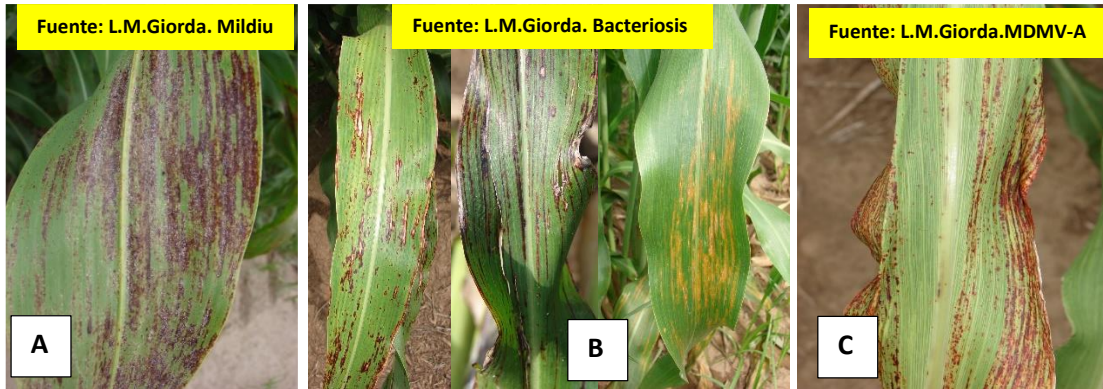 Fuente: L.M.Giorda. Mildiu
Fuente: L.M.Giorda. Bacteriosis
Fuente: L.M.Giorda.MDMV-A
A
B
C